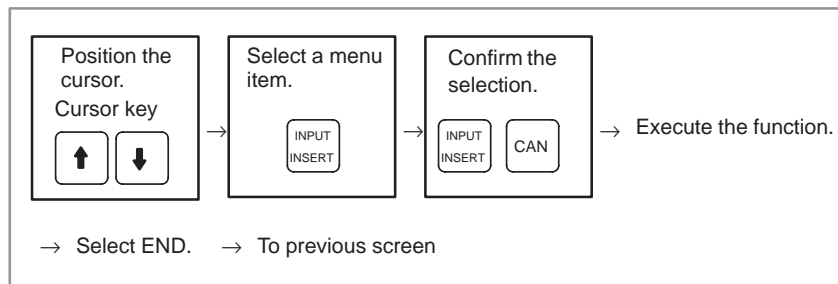 Position the
cursor.
Cursor key
→
Select a menu
item.
INPUT
INSERT
→
Confirm the
selection.
INPUT
INSERT
CAN
→ Execute the function.
→ Select END. → To previous screen